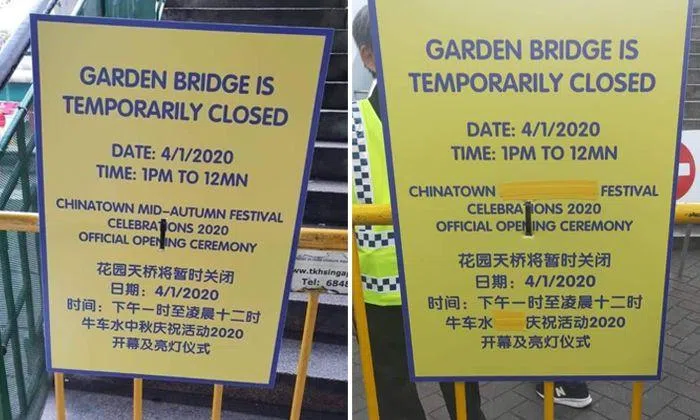 GARDEN BRIDGE IS
TEMPORARILY CLOSED
DATE: 4/1/2020
TIME: 1PM TO 12MN
CHINATOWN MID-AUTUMN FESTIVAL
CELEBRATIONS 2020
OFFICIAL OPENING CEREMONY
花园天桥将暂时关闭
日期：4/1/2020
时间：下午一时至凌晨十二时
牛车水中秋庆祝活动2020
开幕及亮灯仪式
www.tkhsinga
Tel: 6848
GARDEN BRIDGE IS
TEMPORARILY CLOSED
DATE: 4/1/2020
TIME: 1PM TO 12MN
CHINATOWN FESTIVAL
CELEBRATIONS 2020
OFFICIAL OPENING CEREMONY
花园天桥将暂时关闭
日期：4/1/2020
时间：下午一时至凌晨十二时
牛车水 庆祝活动2020
开幕及亮灯仪式